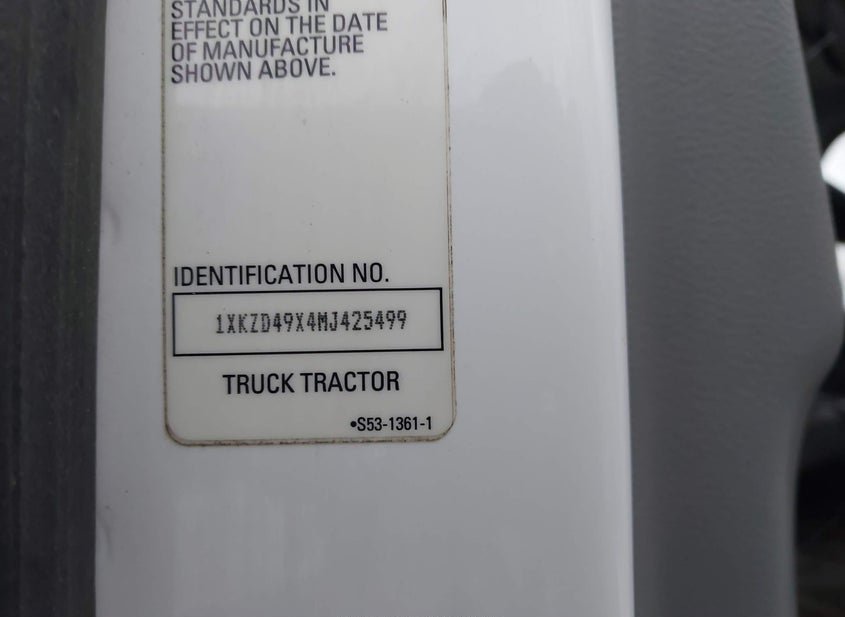 STANDARDS IN
EFFECT ON THE DATE
OF MANUFACTURE
SHOWN ABOVE.
IDENTIFICATION NO.
1XKZD49X4MJ425499
TRUCK TRACTOR
•S53-1361-1